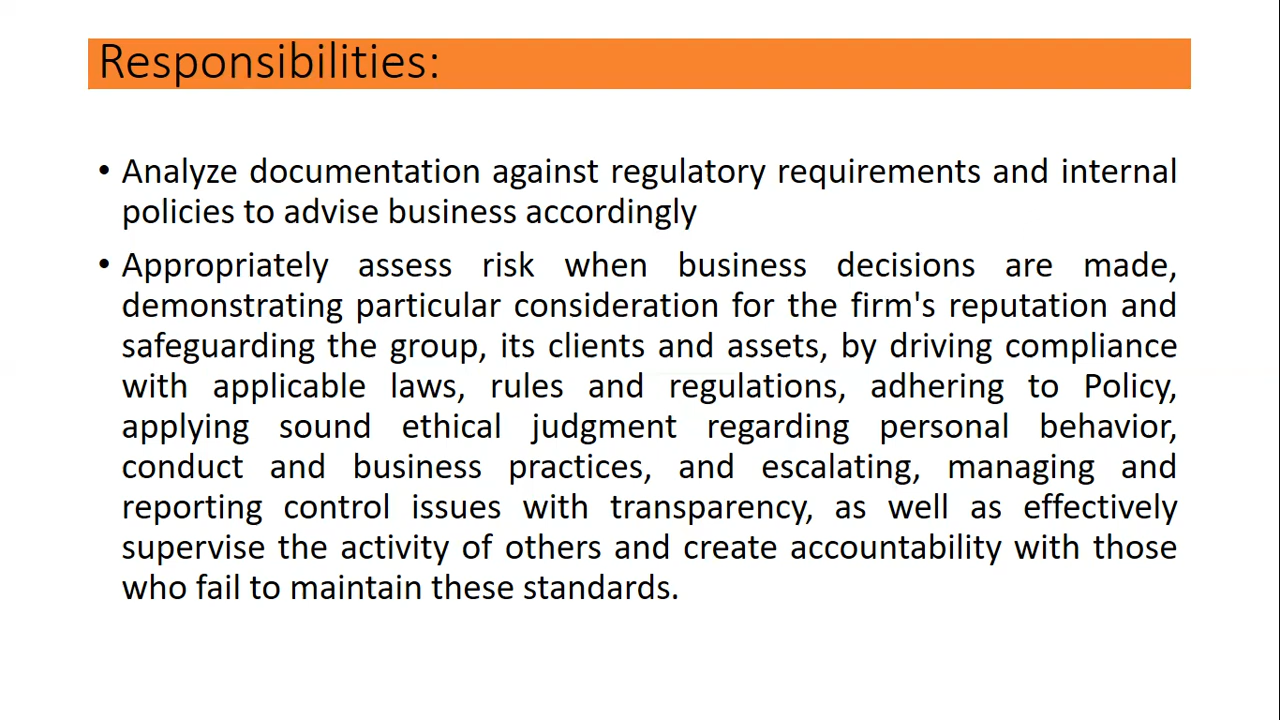 Responsibilities:
• Analyze documentation against regulatory requirements and internal
policies to advise business accordingly
• Appropriately assess risk when business decisions are made,
demonstrating particular consideration for the firm's reputation and
safeguarding the group, its clients and assets, by driving compliance
with applicable laws, rules and regulations, adhering to Policy,
applying sound ethical judgment regarding personal behavior,
conduct and business practices, and escalating, managing and
reporting control issues with transparency, as well as effectively
supervise the activity of others and create accountability with those
who fail to maintain these standards.